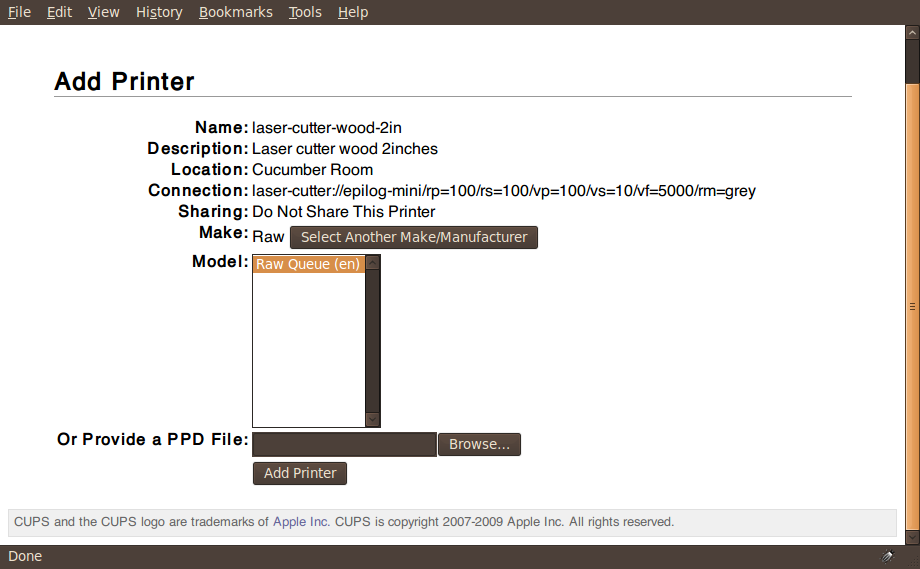 File Edit View History Bookmarks Tools Help
Add Printer
Name: laser-cutter-wood-2in
Description: Laser cutter wood 2inches
Location: Cucumber Room
Connection: laser-cutter://epilog-mini/rp=100/rs=100/vp=100/vs=10/vf=5000/rm=grey
Sharing: Do Not Share This Printer
Make: Raw Select Another Make/Manufacturer
Model: Raw Queue (en)
Or Provide a PPD File: Browse...
Add Printer
CUPS and the CUPS logo are trademarks of Apple Inc. CUPS is copyright 2007-2009 Apple Inc. All rights reserved.
Done